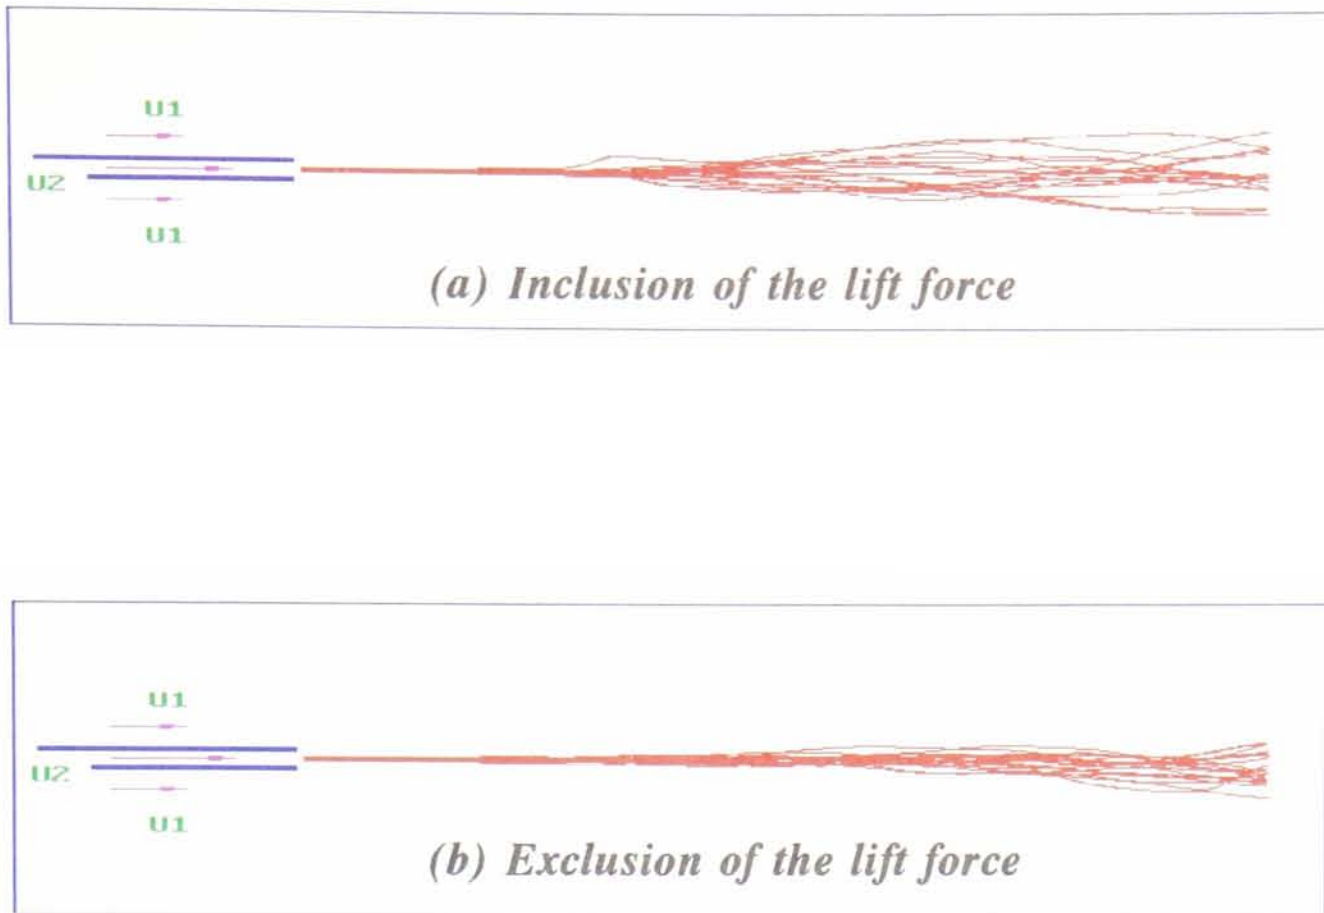 U1
U2
U1
(a) Inclusion of the lift force
U1
U2
U1
(b) Exclusion of the lift force